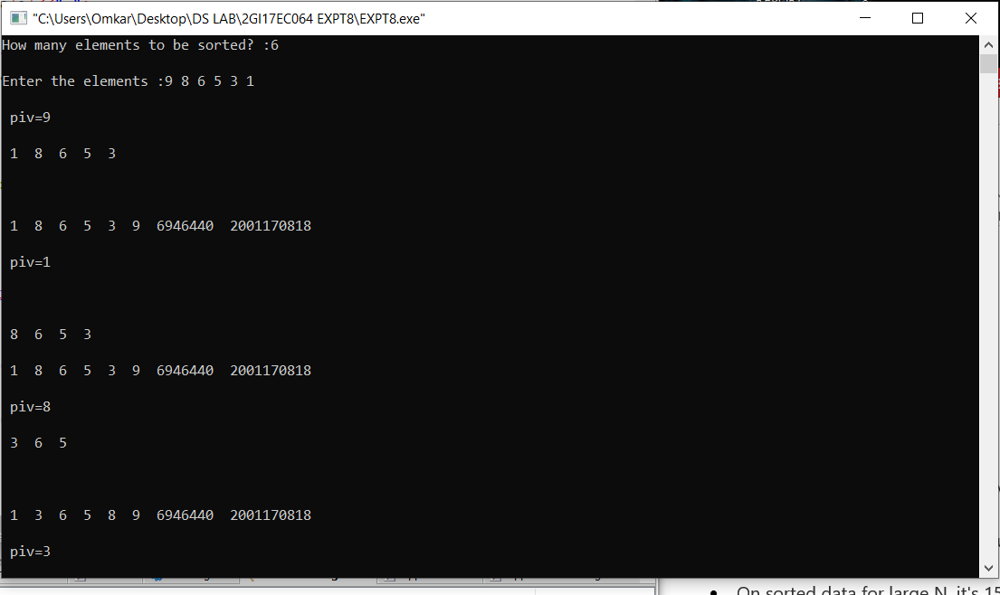 "C:\Users\Omkar\Desktop\DS LAB\2GI17EC064 EXPT8\EXPT8.exe"
How many elements to be sorted? :6
Enter the elements :9 8 6 5 3 1
piv=9
1 8 6 5 3
1 8 6 5 3 9 6946440 2001170818
piv=1
8 6 5 3
1 8 6 5 3 9 6946440 2001170818
piv=8
3 6 5
1 3 6 5 8 9 6946440 2001170818
piv=3
On sorted data for large N, it's 15